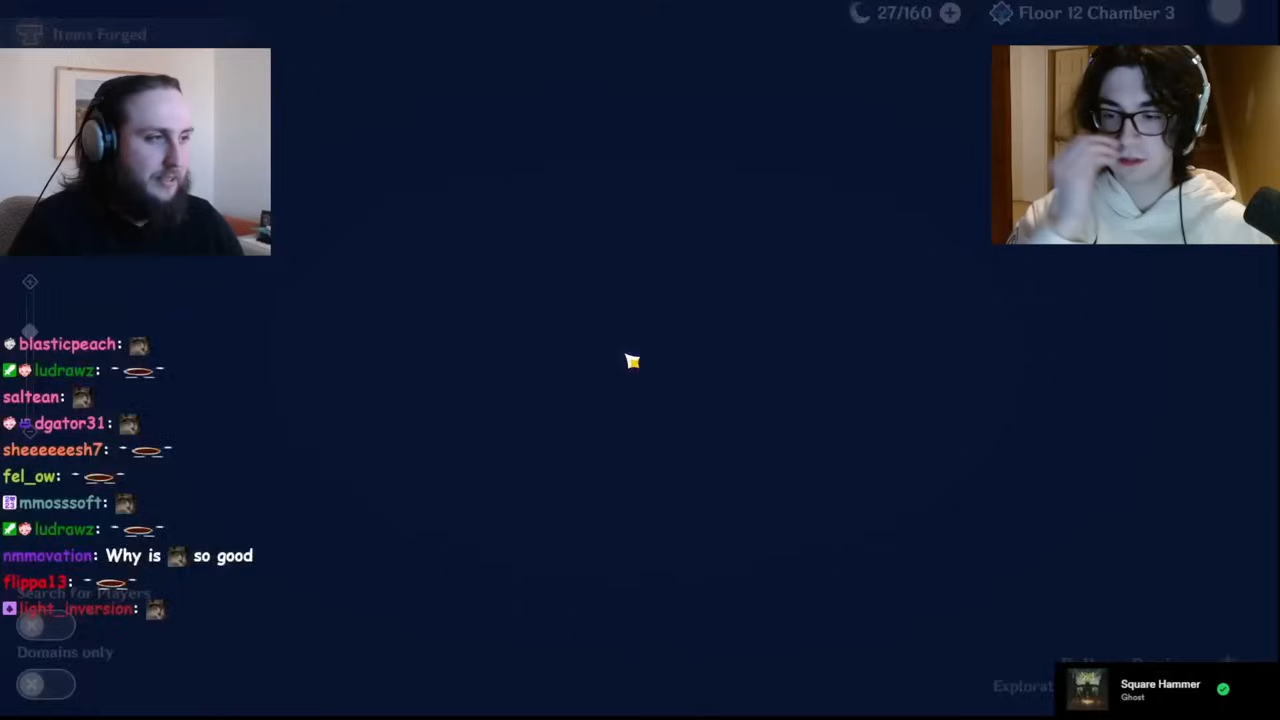 Items Forged
27/160
Floor 12 Chamber 3
blasticpeach:
ludrawz:
saltean:
dgator31:
sheeeeeesh7:
fel_ow:
mmosssoft:
ludrawz:
nmmovation: Why is so good
flippa13:
Search for Players
light_inversion:
Domains only
Explorat
Square Hammer
Ghost